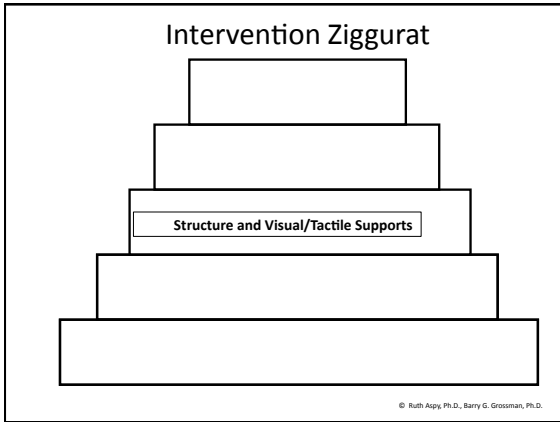 Intervention Ziggurat
Structure and Visual/Tactile Supports
© Ruth Aspy, Ph.D., Barry G. Grossman, Ph.D.